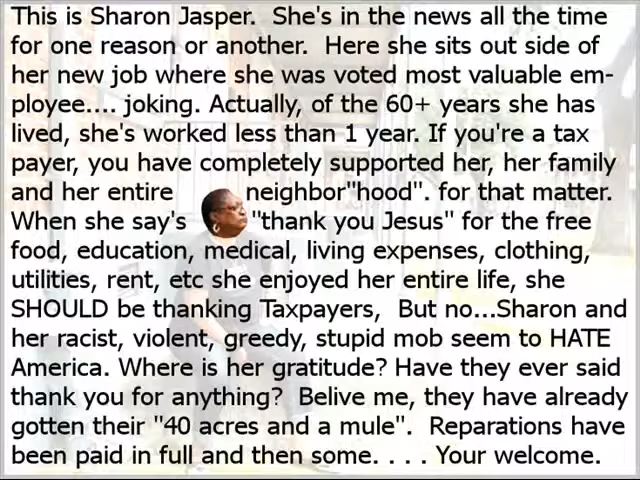 This is Sharon Jasper.  She's in the news all the time
for one reason or another.  Here she sits out side of
her new job where she was voted most valuable em-
ployee.... joking. Actually, of the 60+ years she has
lived, she's worked less than 1 year. If you're a tax
payer, you have completely supported her, her family
and her entire neighbor"hood". for that matter.
When she say's "thank you Jesus" for the free
food, education, medical, living expenses, clothing,
utilities, rent, etc she enjoyed her entire life, she
SHOULD be thanking Taxpayers,  But no...Sharon and
her racist, violent, greedy, stupid mob seem to HATE
America. Where is her gratitude? Have they ever said
thank you for anything?  Belive me, they have already
gotten their "40 acres and a mule".  Reparations have
been paid in full and then some. . . . Your welcome.